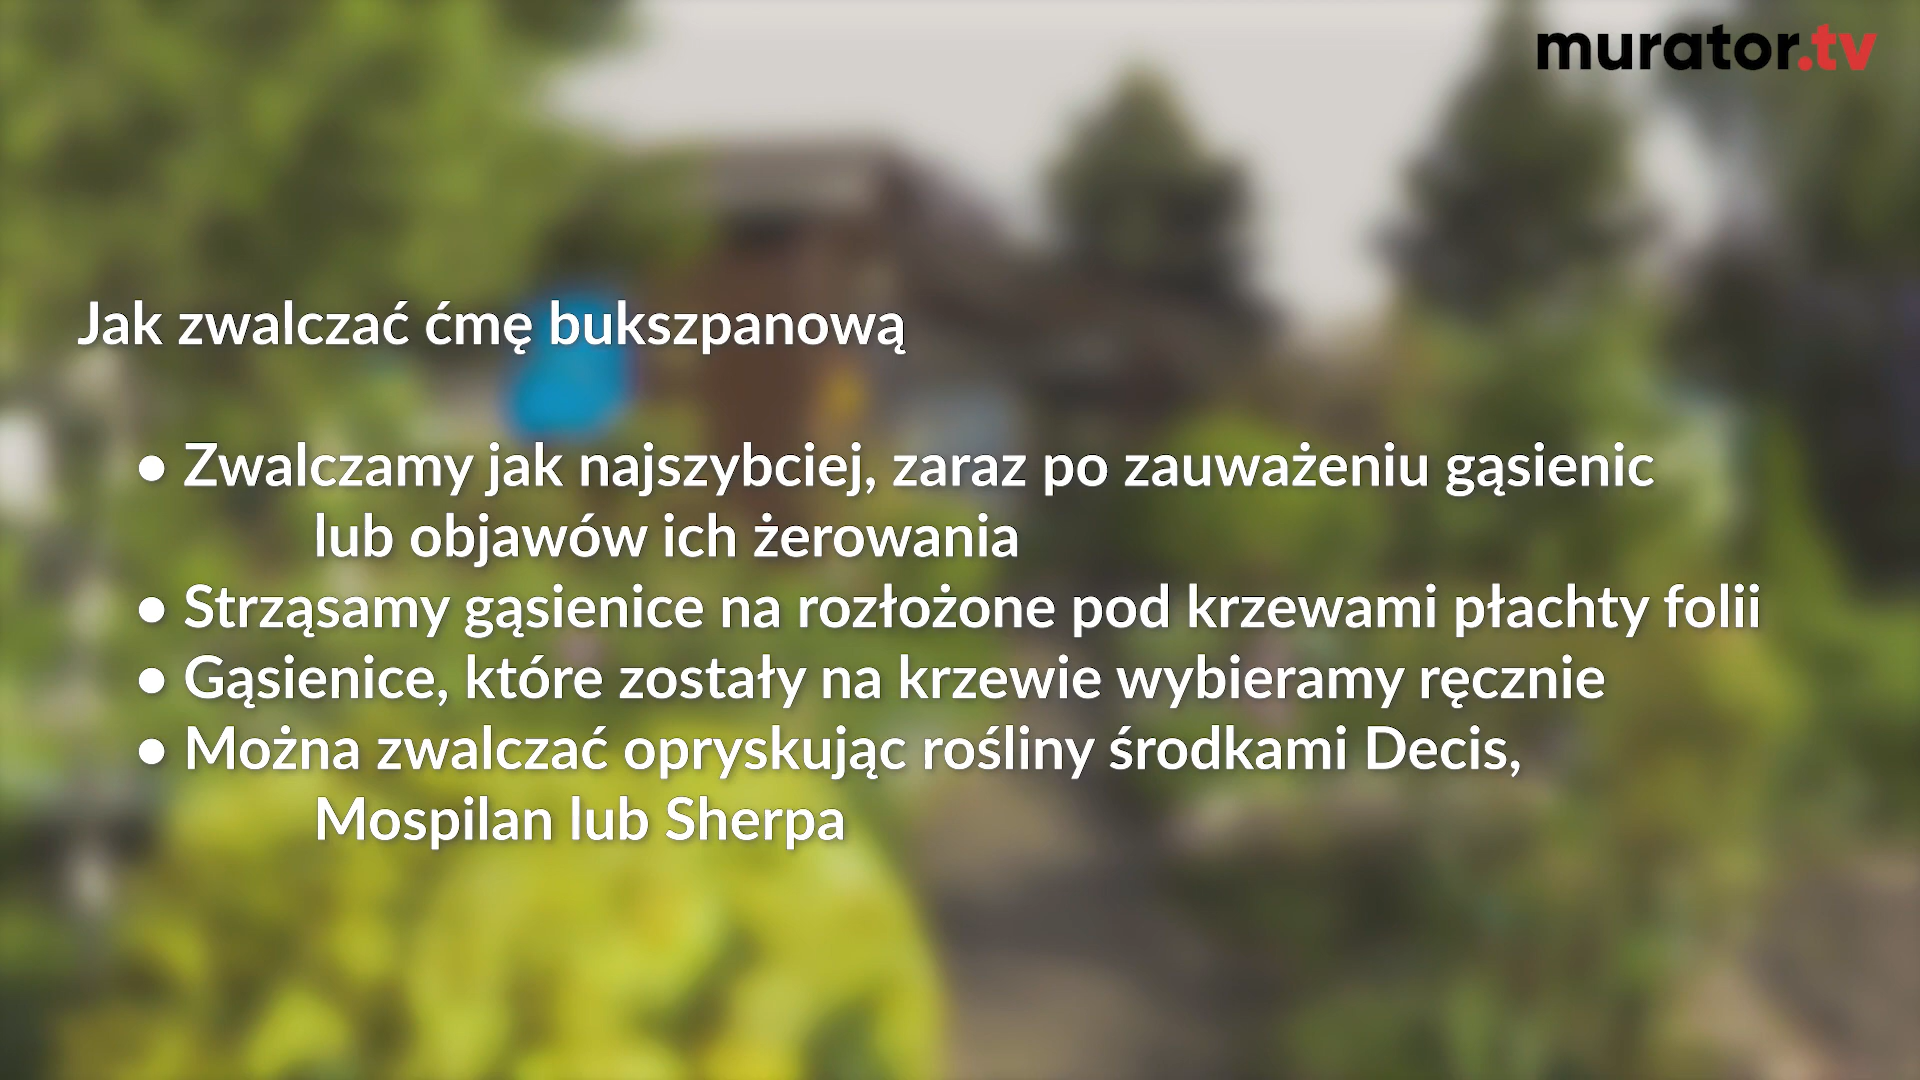 murator.tv
Jak zwalczać ćmę bukszpanową
• Zwalczamy jak najszybciej, zaraz po zauważeniu gąsienic
lub objawów ich żerowania
• Strząsamy gąsienice na rozłożone pod krzewami płachty folii
• Gąsienice, które zostały na krzewie wybieramy ręcznie
• Można zwalczać opryskując rośliny środkami Decis,
Mospilan lub Sherpa